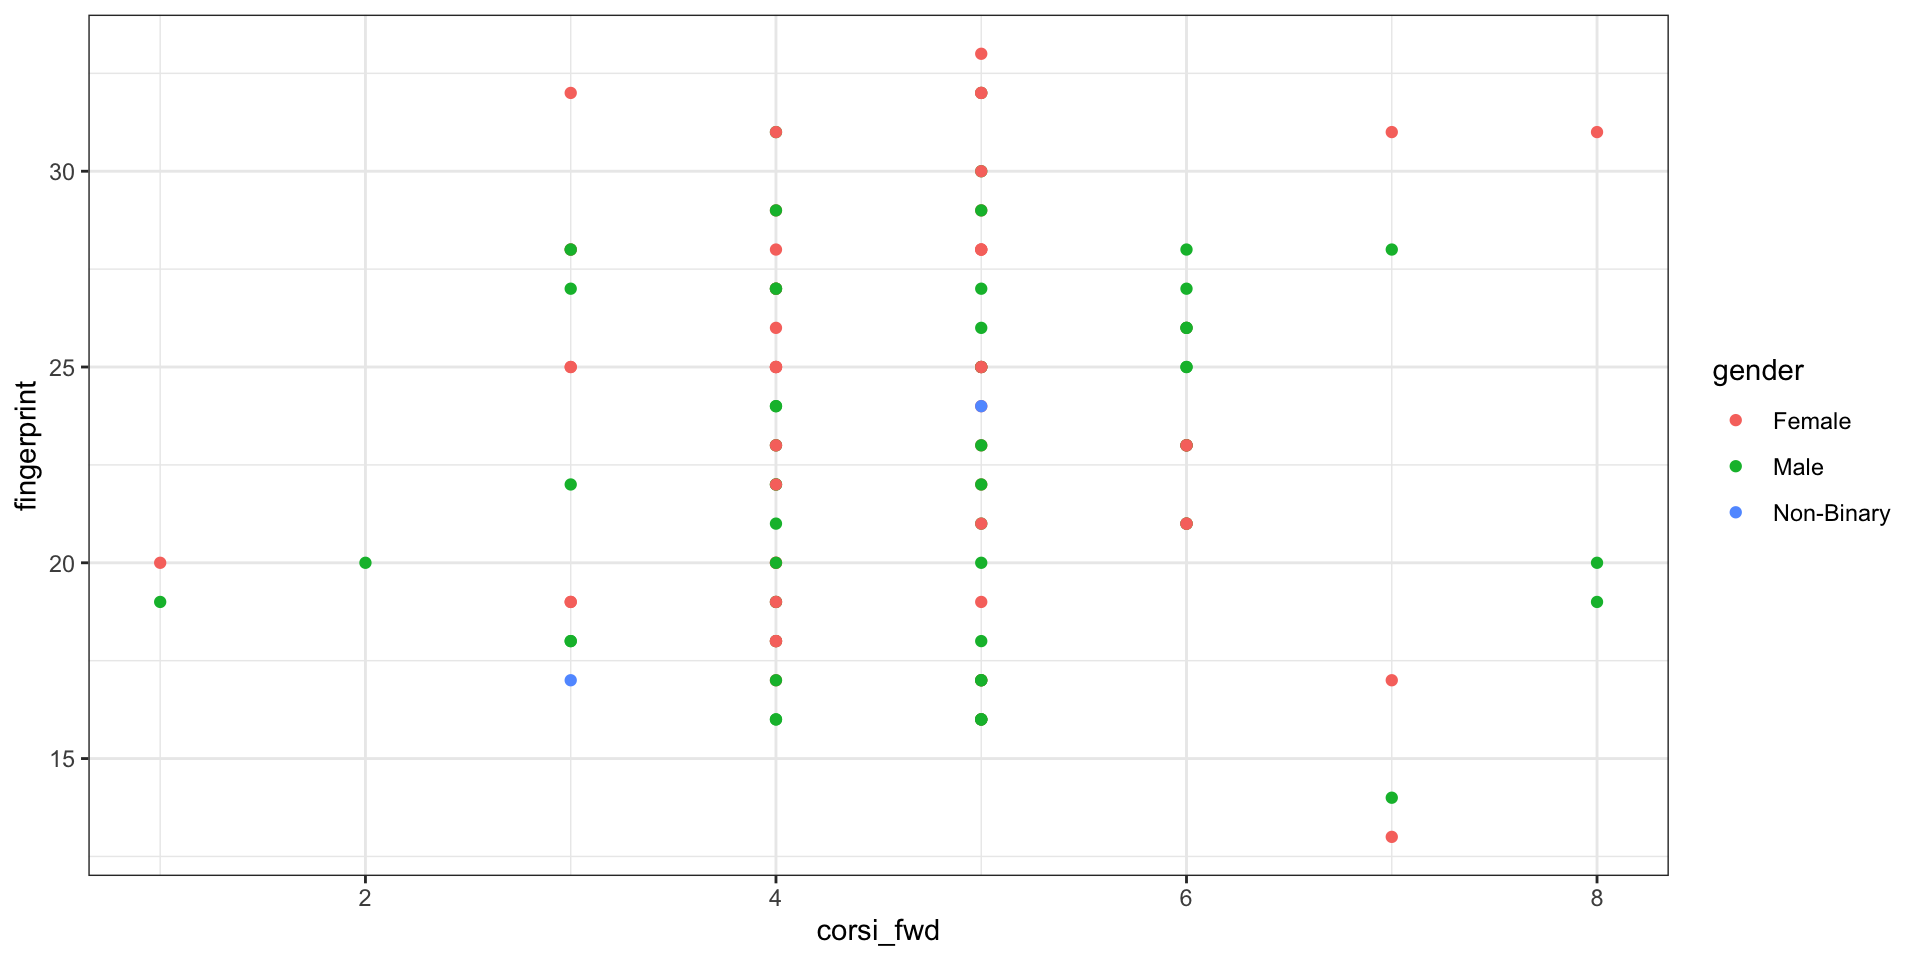 30
25
20
15
fingerprint
2 4 6 8
corsi_fwd
gender
Female
Male
Non-Binary